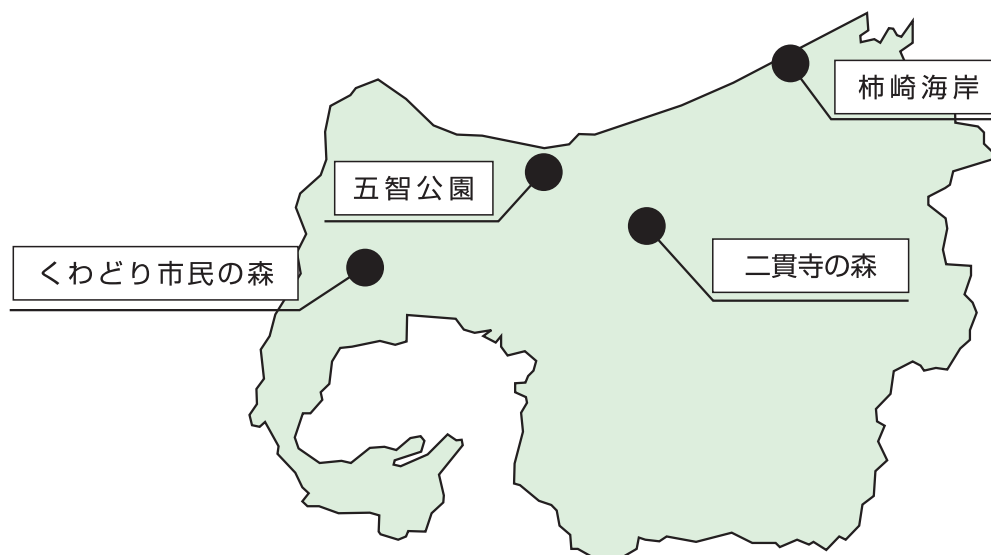 柿崎海岸
五智公園
二貫寺の森
くわどり市民の森